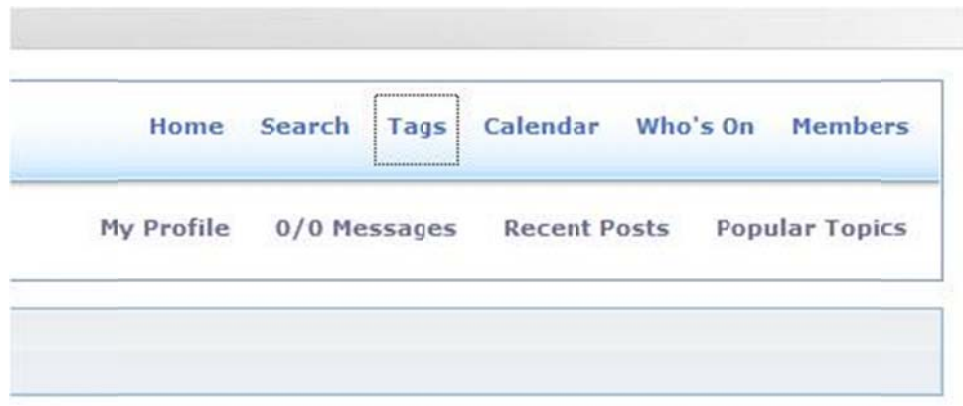 Home Search Tags Calendar Who's On Members
My Profile 0/0 Messages Recent Posts Popular Topics